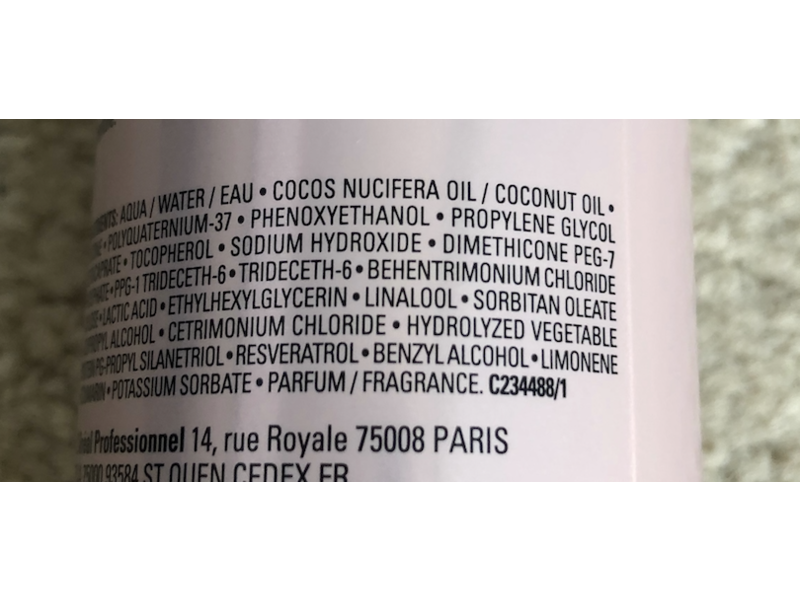 AQUA / WATER / EAU • COCOS NUCIFERA OIL / COCONUT OIL •
• POLYQUATERNIUM-37 • PHENOXYETHANOL • PROPYLENE GLYCOL
• TOCOPHEROL • SODIUM HYDROXIDE • DIMETHICONE PEG-7
• PPG-1 TRIDECETH-6 • TRIDECETH-6 • BEHENTRIMONIUM CHLORIDE
• LACTIC ACID • ETHYLHEXYLGLYCERIN • LINALOOL • SORBITAN OLEATE
ALCOHOL • CETRIMONIUM CHLORIDE • HYDROLYZED VEGETABLE
PG-PROPYL SILANETRIOL • RESVERATROL • BENZYL ALCOHOL • LIMONENE
• POTASSIUM SORBATE • PARFUM / FRAGRANCE. C234488/1
Professionnel 14, rue Royale 75008 PARIS
93584 ST OUEN CEDEX FR